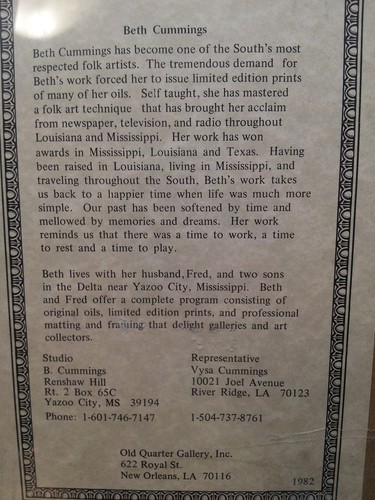 Beth Cummings
Beth Cummings has become one of the South's most
respected folk artists. The tremendous demand for
Beth's work forced her to issue limited edition prints
of many of her oils. Self taught, she has mastered
a folk art technique that has brought her acclaim
from newspaper, television, and radio throughout
Louisiana and Mississippi. Her work has won
awards in Mississippi, Louisiana and Texas. Having
been raised in Louisiana, living in Mississippi, and
traveling throughout the South, Beth's work takes
us back to a happier time when life was much more
simple. Our past has been softened by time and
mellowed by memories and dreams. Her work
reminds us that there was a time to work, a time
to rest and a time to play.
Beth lives with her husband, Fred, and two sons
in the Delta near Yazoo City, Mississippi. Beth
and Fred offer a complete program consisting of
original oils, limited edition prints, and professional
matting and framing that delight galleries and art
collectors.
Studio
B. Cummings
Renshaw Hill
Rt. 2 Box 65C
Yazoo City, MS 39194
Phone: 1-601-746-7147
Representative
Vysa Cummings
10021 Joel Avenue
River Ridge, LA 70123
1-504-737-8761
Old Quarter Gallery, Inc.
622 Royal St.
New Orleans, LA 70116
1982